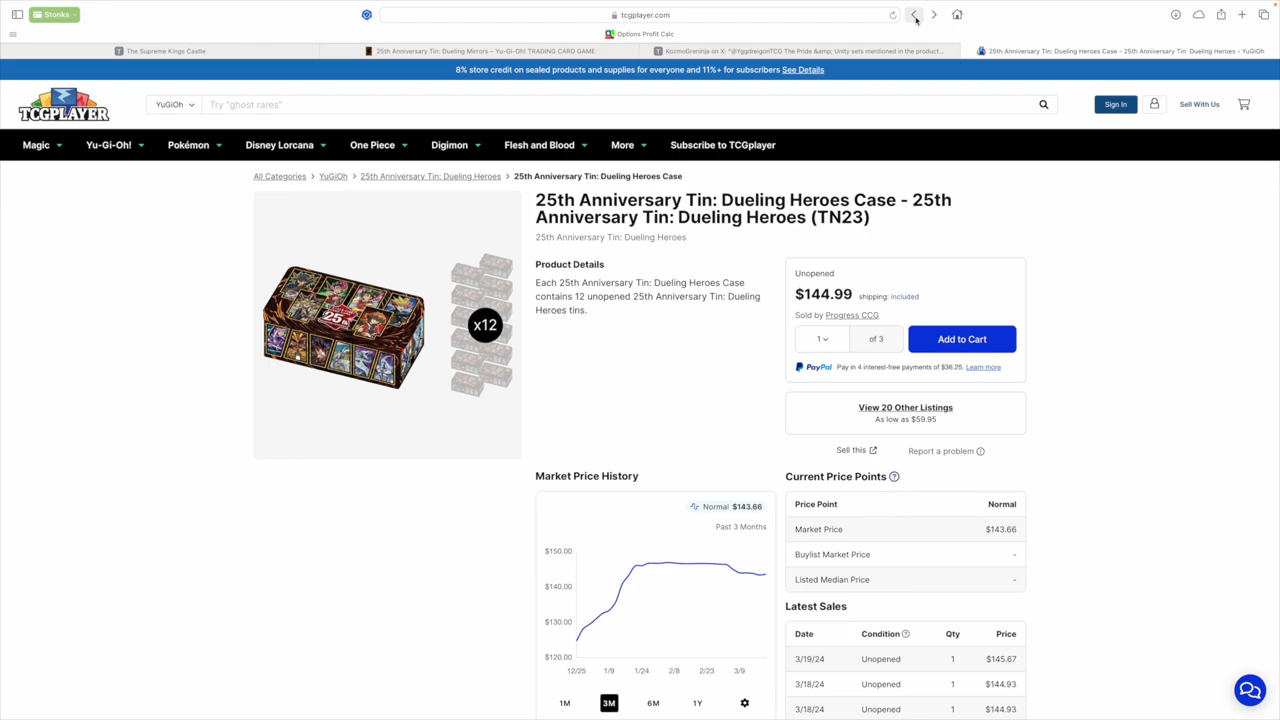 Stonks
tcgplayer.com
Options Profit Calc
The Supreme Kings Castle
25th Anniversary Tin: Dueling Mirrors – Yu-Gi-Oh! TRADING CARD GAME
KozmoGreninja on X: "@YggdreigonTCG The Pride &amp; Unity sets mentioned in the product...
25th Anniversary Tin: Dueling Heroes Case - 25th Anniversary Tin: Dueling Heroes - YuGiOh
8% store credit on sealed products and supplies for everyone and 11%+ for subscribers See Details
TCGPLAYER
YuGiOh
Try "ghost rares"
Sign In
Sell With Us
Magic
Yu-Gi-Oh!
Pokémon
Disney Lorcana
One Piece
Digimon
Flesh and Blood
More
Subscribe to TCGplayer
All Categories > YuGiOh > 25th Anniversary Tin: Dueling Heroes > 25th Anniversary Tin: Dueling Heroes Case
25th Anniversary Tin: Dueling Heroes Case - 25th
Anniversary Tin: Dueling Heroes (TN23)
25th Anniversary Tin: Dueling Heroes
25th
x12
Product Details
Each 25th Anniversary Tin: Dueling Heroes Case
contains 12 unopened 25th Anniversary Tin: Dueling
Heroes tins.
Unopened
$144.99 shipping: included
Sold by Progress CCG
1
of 3
Add to Cart
PayPal Pay in 4 interest-free payments of $36.25. Learn more
View 20 Other Listings
As low as $59.95
Sell this
Report a problem
Market Price History
Normal $143.66
Past 3 Months
$150.00
$140.00
$130.00
$120.00
12/25 1/9 1/24 2/8 2/23 3/9
1M 3M 6M 1Y
Current Price Points
Price Point Normal
Market Price $143.66
Buylist Market Price -
Listed Median Price -
Latest Sales
Date Condition Qty Price
3/19/24 Unopened 1 $145.67
3/18/24 Unopened 1 $144.93
3/18/24 Unopened 1 $144.93